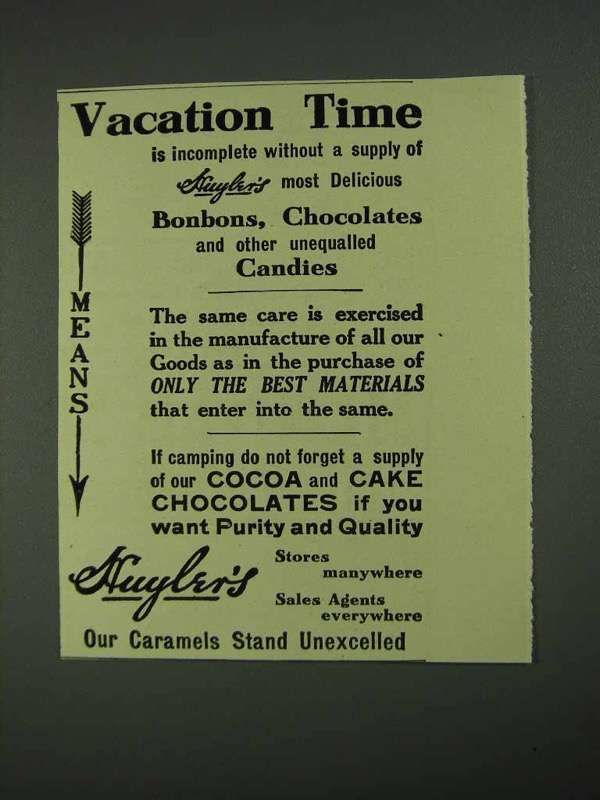 Vacation Time
is incomplete without a supply of
Huyler's most Delicious
Bonbons, Chocolates
and other unequalled
Candies
MEANS
The same care is exercised
in the manufacture of all our
Goods as in the purchase of
ONLY THE BEST MATERIALS
that enter into the same.
If camping do not forget a supply
of our COCOA and CAKE
CHOCOLATES if you
want Purity and Quality
Huyler's
Stores
manywhere
Sales Agents
everywhere
Our Caramels Stand Unexcelled